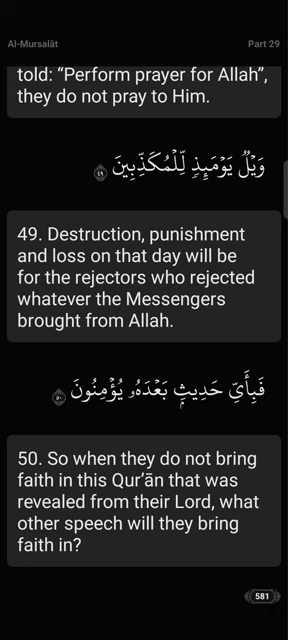 Al-Mursalāt
Part 29
told: “Perform prayer for Allah”,
they do not pray to Him.
وَيۡلٞ يَوۡمَئِذٖ لِّلۡمُكَذِّبِينَ ٤٩
49. Destruction, punishment
and loss on that day will be
for the rejectors who rejected
whatever the Messengers
brought from Allah.
فَبِأَيِّ حَدِيثِۭ بَعۡدَهُۥ يُؤۡمِنُونَ ٥٠
50. So when they do not bring
faith in this Qur’ān that was
revealed from their Lord, what
other speech will they bring
faith in?
581